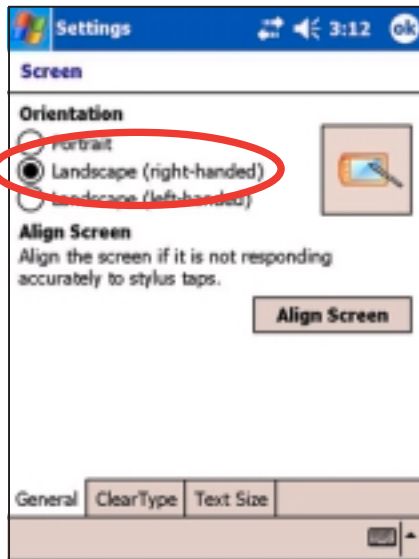 Settings 3:12 ok
Screen
Orientation
Portrait
Landscape (right-handed)
Landscape (left-handed)
Align Screen
Align the screen if it is not responding
accurately to stylus taps.
Align Screen
General ClearType Text Size